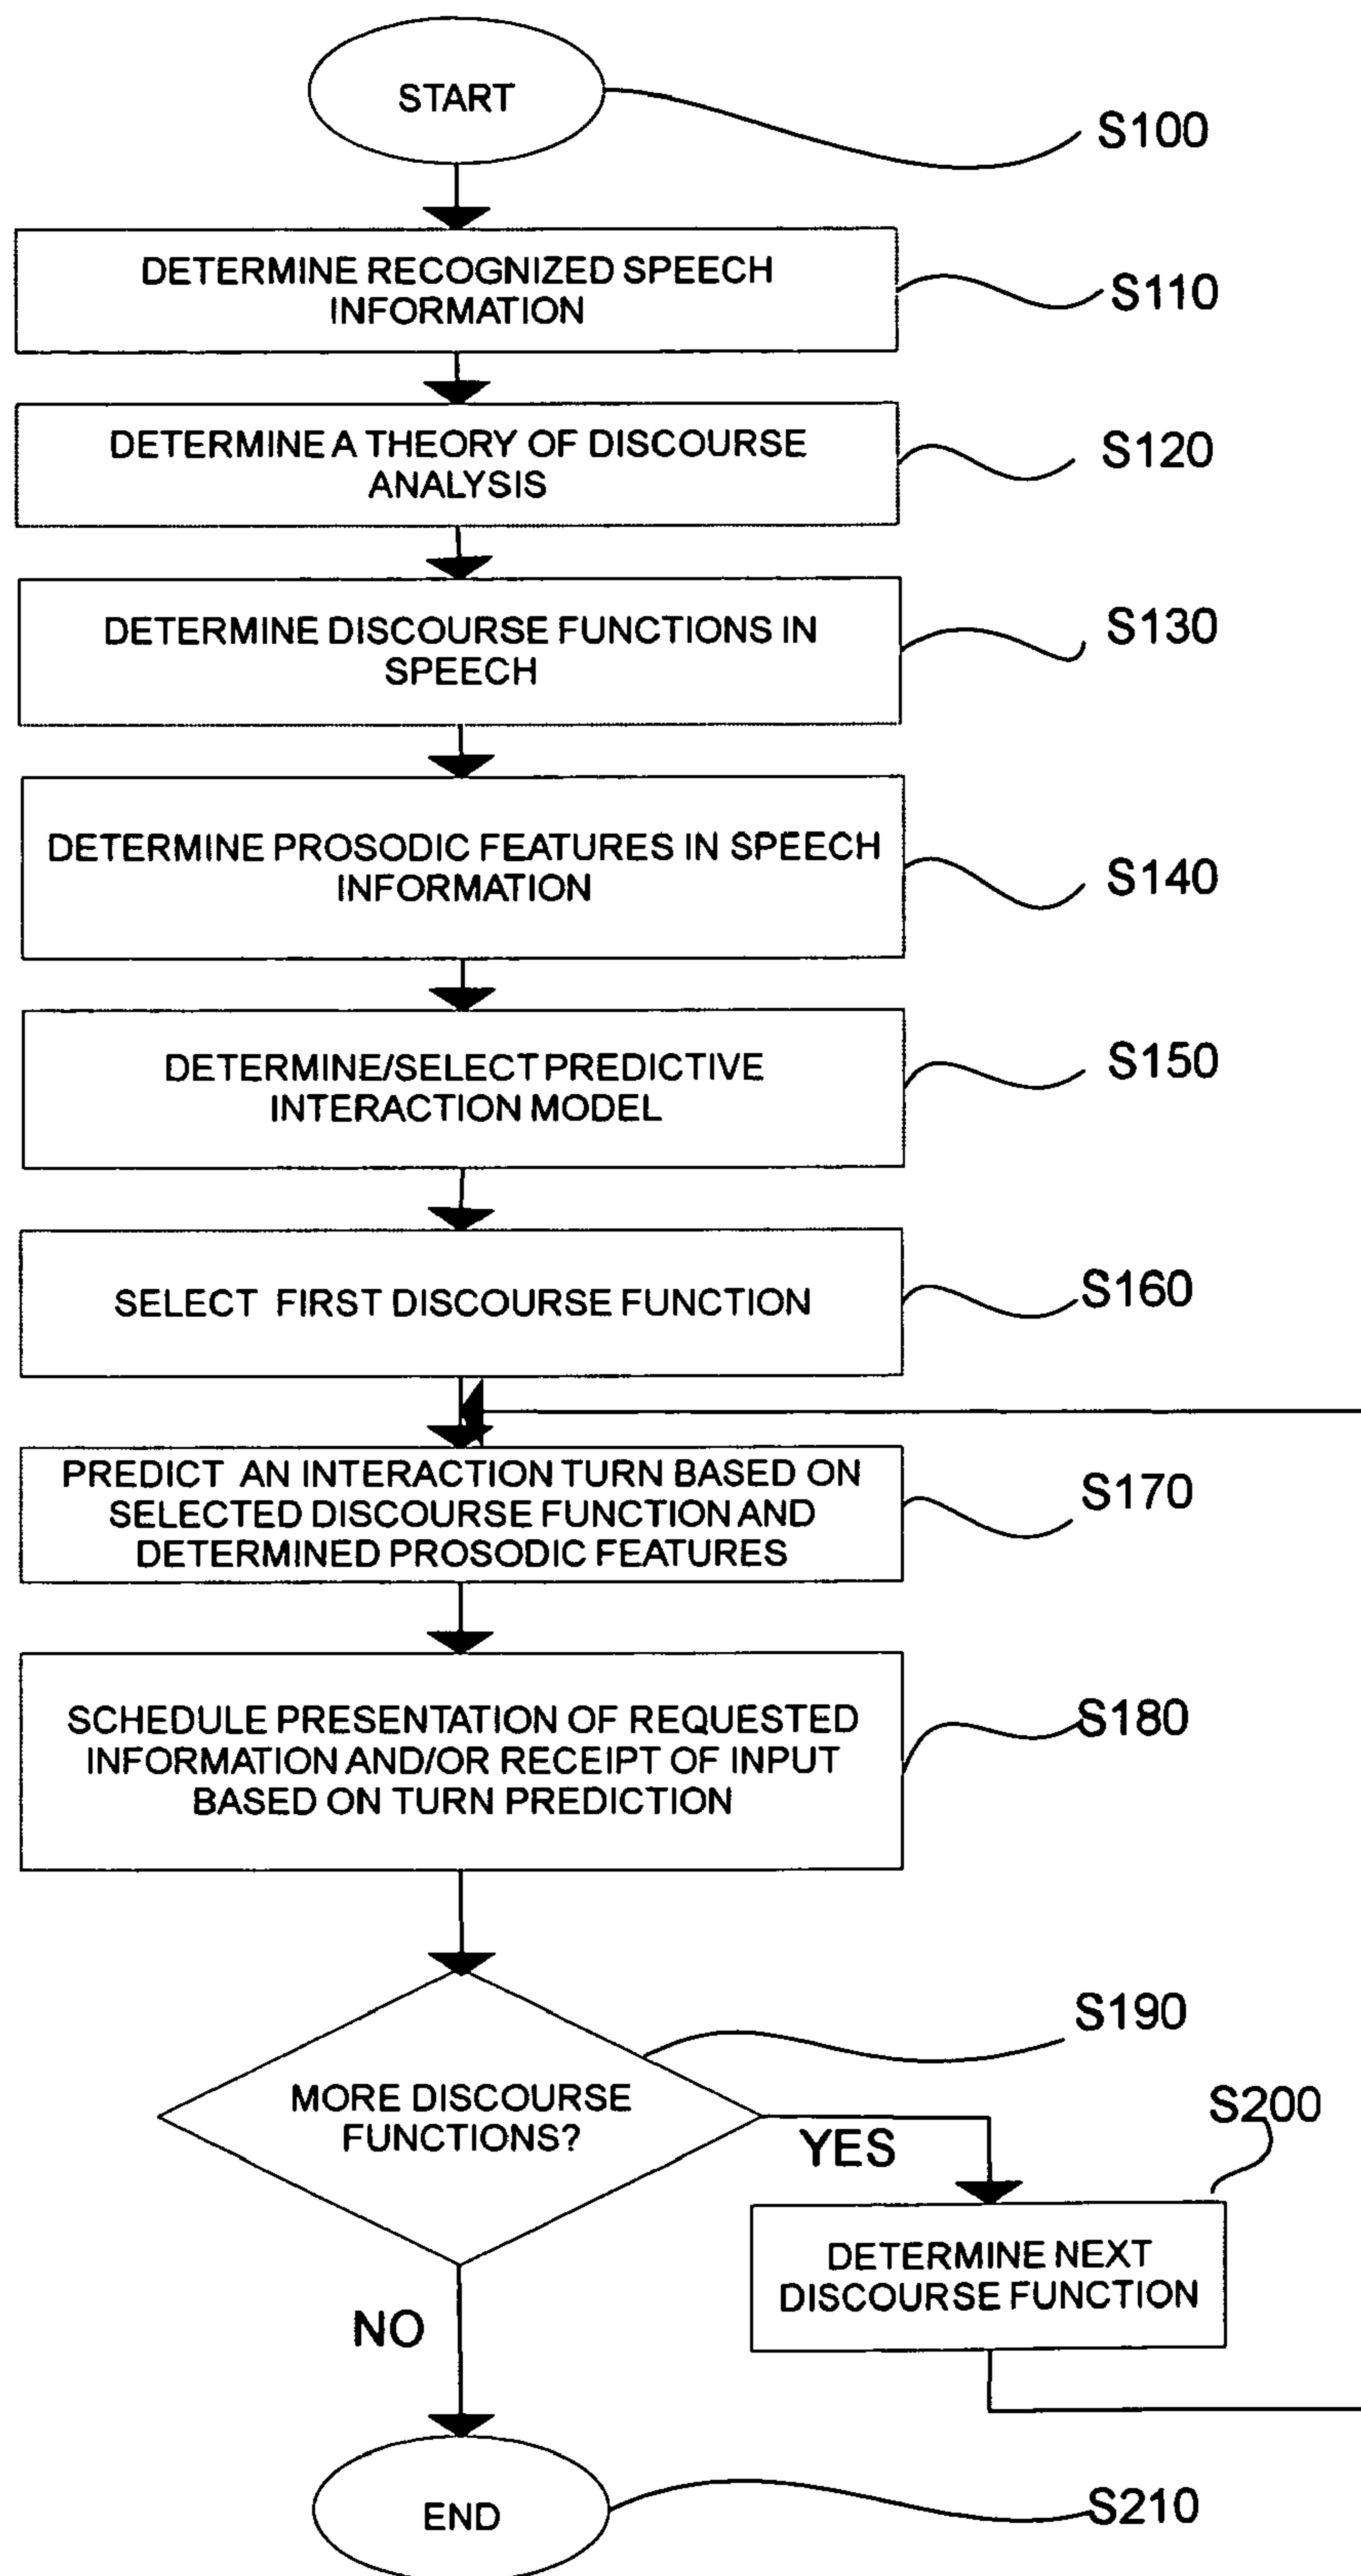 START
S100
DETERMINE RECOGNIZED SPEECH
INFORMATION
S110
DETERMINE A THEORY OF DISCOURSE
ANALYSIS
S120
DETERMINE DISCOURSE FUNCTIONS IN
SPEECH
S130
DETERMINE PROSODIC FEATURES IN SPEECH
INFORMATION
S140
DETERMINE/SELECT PREDICTIVE
INTERACTION MODEL
S150
SELECT FIRST DISCOURSE FUNCTION
S160
PREDICT AN INTERACTION TURN BASED ON
SELECTED DISCOURSE FUNCTION AND
DETERMINED PROSODIC FEATURES
S170
SCHEDULE PRESENTATION OF REQUESTED
INFORMATION AND/OR RECEIPT OF INPUT
BASED ON TURN PREDICTION
S180
MORE DISCOURSE
FUNCTIONS?
S190
YES
S200
DETERMINE NEXT
DISCOURSE FUNCTION
NO
END
S210